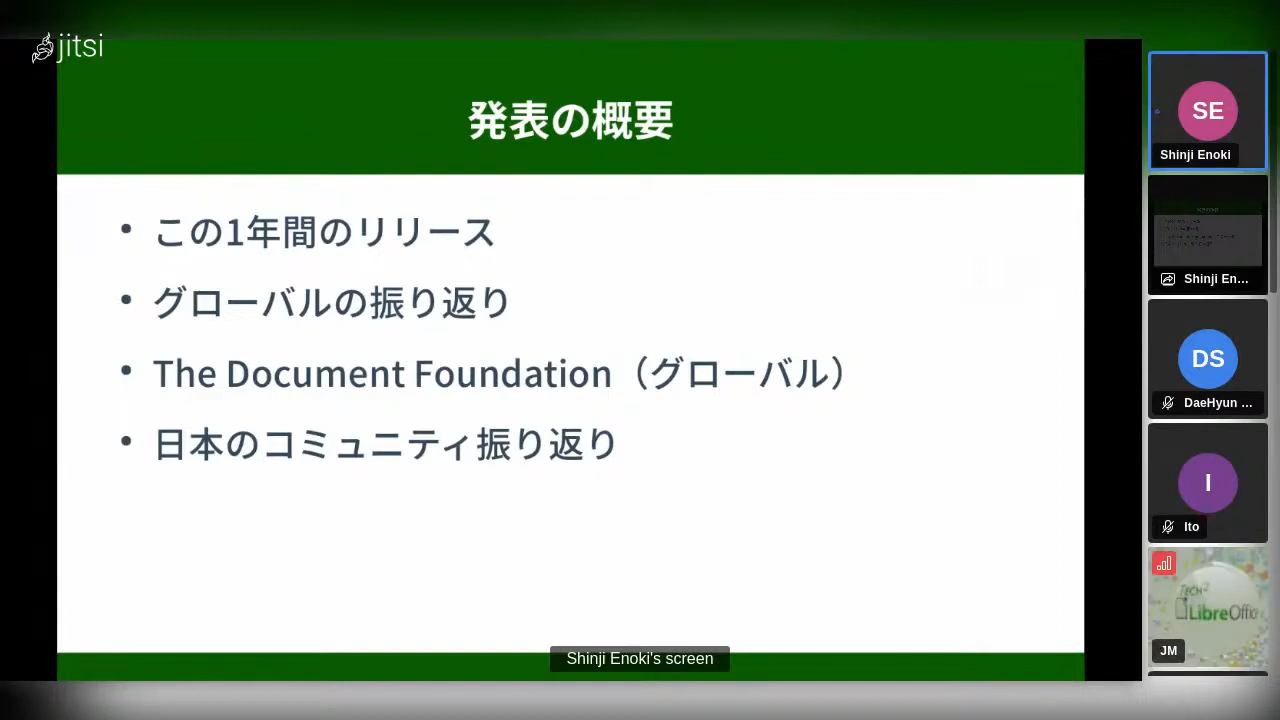 jitsi
発表の概要
• この1年間のリリース
• グローバルの振り返り
• The Document Foundation（グローバル）
• 日本のコミュニティ振り返り
Shinji Enoki's screen
SE
Shinji Enoki
Shinji En...
DS
DaeHyun ...
I
Ito
TECH
LibreOffic
JM